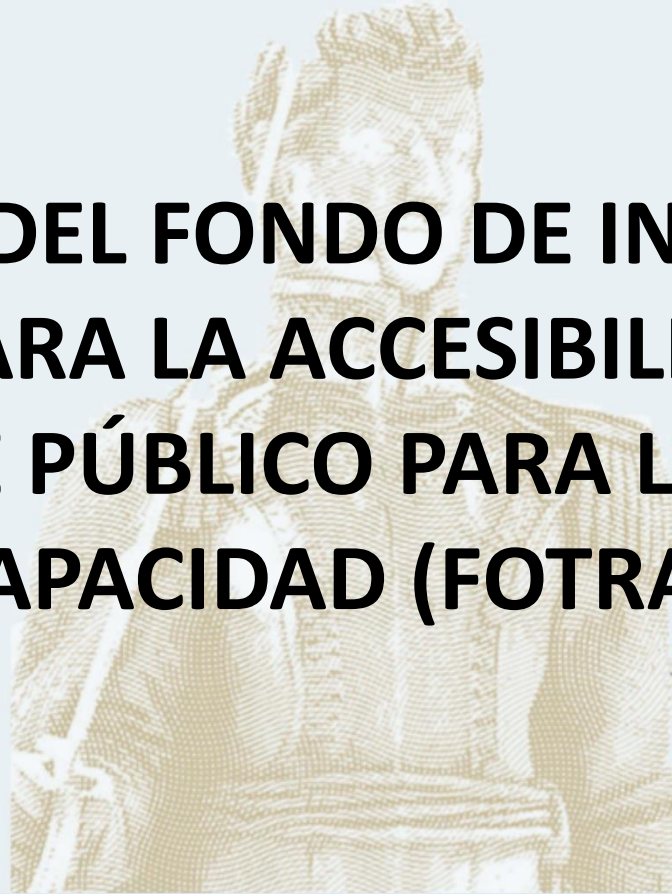 DEL FONDO DE IN
ARA LA ACCESIBIL
E PÚBLICO PARA L
APACIDAD (FOTRA